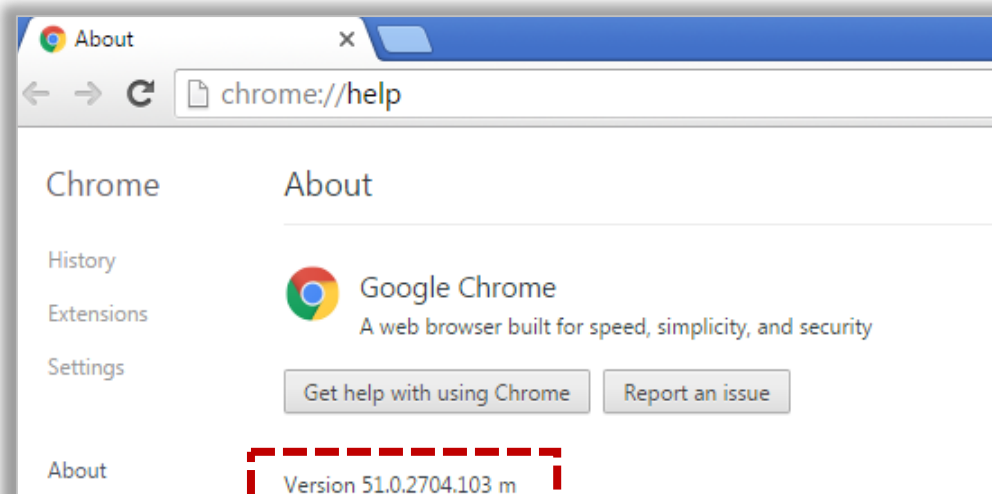 About
chrome://help
Chrome
About
History
Extensions
Settings
About
Google Chrome
A web browser built for speed, simplicity, and security
Get help with using Chrome
Report an issue
Version 51.0.2704.103 m